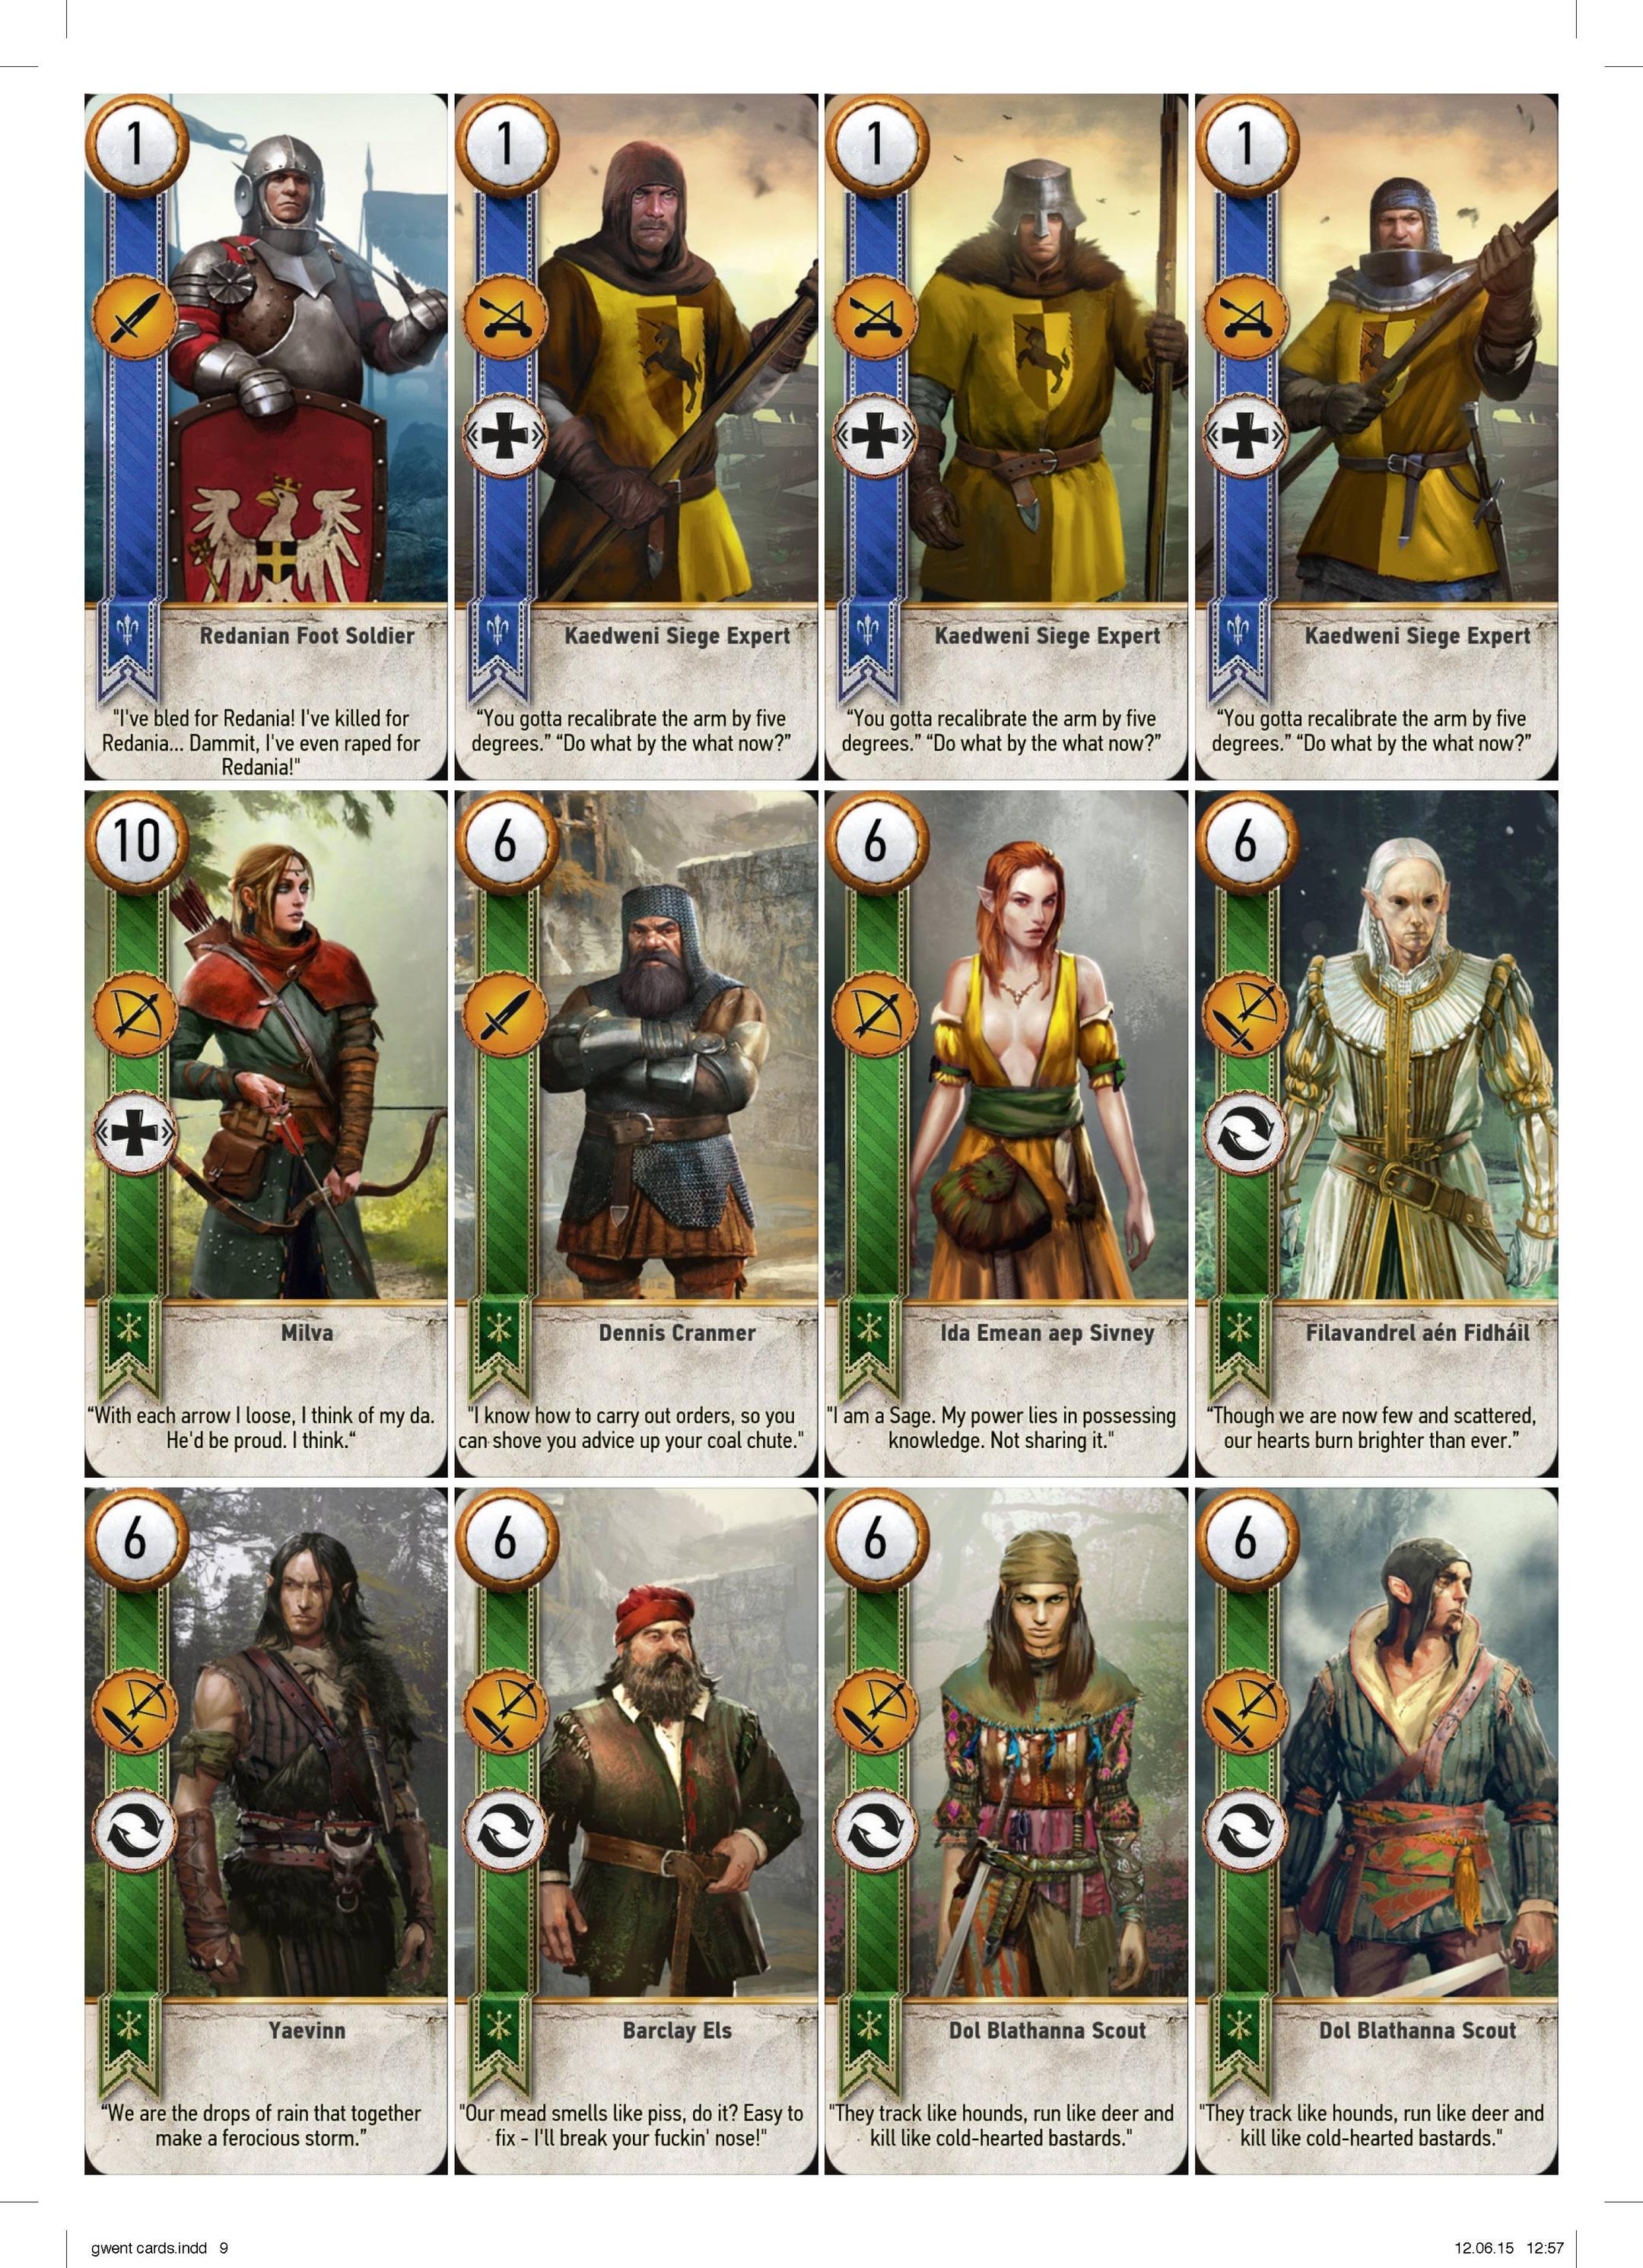 1
1
1
1
Redanian Foot Soldier
"I've bled for Redania! I've killed for
Redania... Dammit, I've even raped for
Redania!"
Kaedweni Siege Expert
“You gotta recalibrate the arm by five
degrees.” “Do what by the what now?”
Kaedweni Siege Expert
“You gotta recalibrate the arm by five
degrees.” “Do what by the what now?”
Kaedweni Siege Expert
“You gotta recalibrate the arm by five
degrees.” “Do what by the what now?”
10
6
6
6
Milva
“With each arrow I loose, I think of my da.
He'd be proud. I think.“
Dennis Cranmer
"I know how to carry out orders, so you
can shove you advice up your coal chute."
Ida Emean aep Sivney
"I am a Sage. My power lies in possessing
knowledge. Not sharing it."
Filavandrel aén Fidháil
“Though we are now few and scattered,
our hearts burn brighter than ever.”
6
6
6
6
Yaevinn
“We are the drops of rain that together
make a ferocious storm.”
Barclay Els
"Our mead smells like piss, do it? Easy to
fix - I'll break your fuckin' nose!"
Dol Blathanna Scout
"They track like hounds, run like deer and
kill like cold-hearted bastards."
Dol Blathanna Scout
"They track like hounds, run like deer and
kill like cold-hearted bastards."
gwent cards.indd 9
12.06.15 12:57